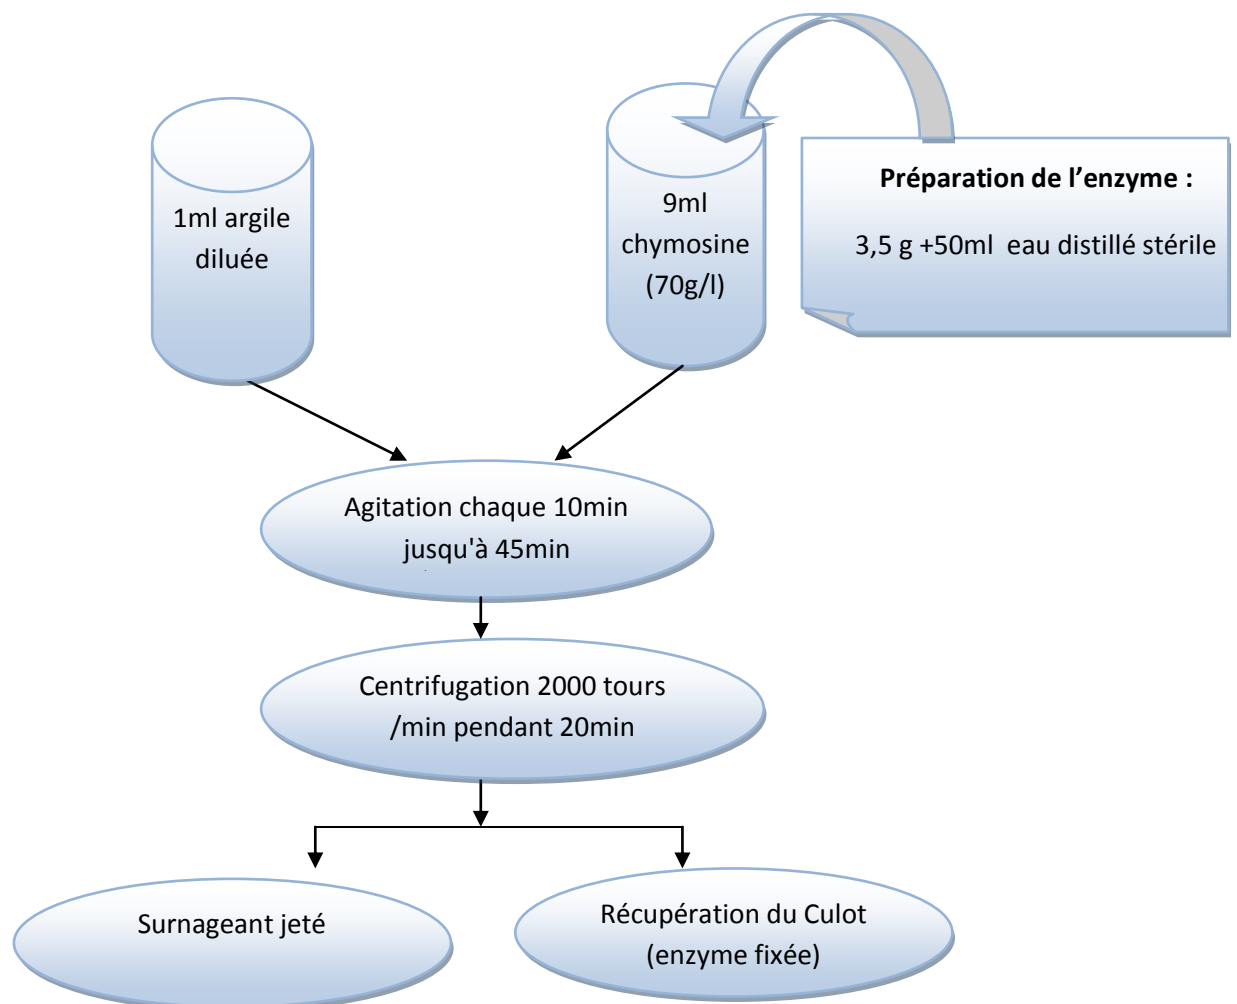 1ml argile
diluée
9ml
chymosine
(70g/l)
Préparation de l’enzyme :
3,5 g +50ml eau distillé stérile
Agitation chaque 10min
jusqu'à 45min
Centrifugation 2000 tours
/min pendant 20min
Surnageant jeté
Récupération du Culot
(enzyme fixée)